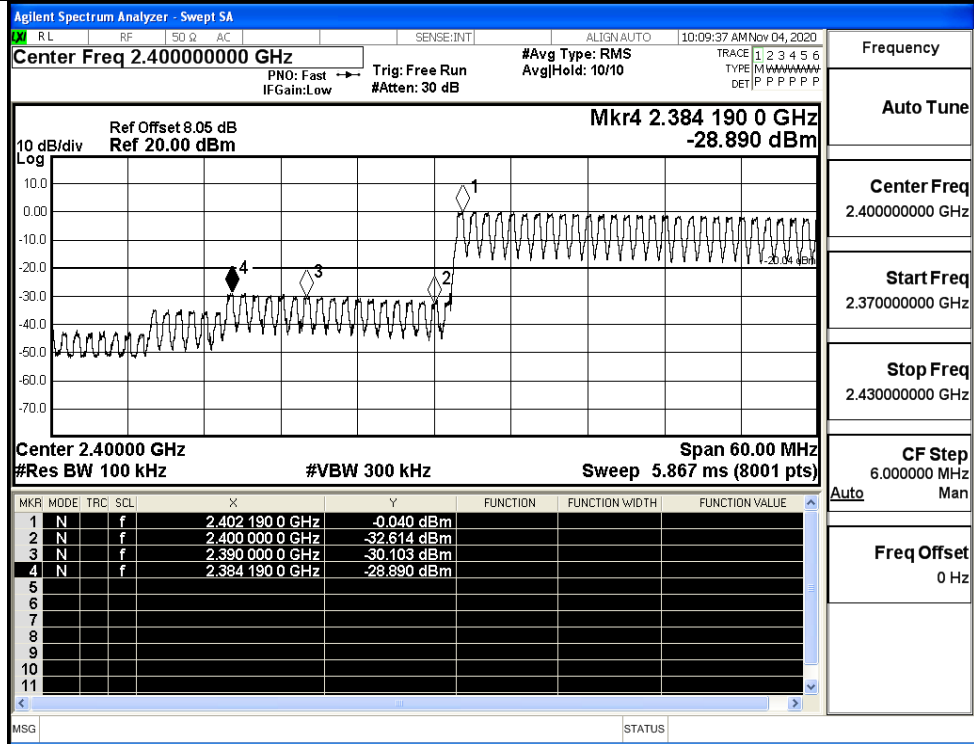 Agilent Spectrum Analyzer - Swept SA
LXI RL RF 50 Ω AC SENSE:INT ALIGN AUTO 10:09:37 AM Nov 04, 2020
Center Freq 2.400000000 GHz
PNO: Fast
IFGain:Low
Trig: Free Run
#Atten: 30 dB
#Avg Type: RMS
Avg|Hold: 10/10
TRACE 1 2 3 4 5 6
TYPE M WWWWW
DET P P P P P P
Ref Offset 8.05 dB
10 dB/div Ref 20.00 dBm
Log
Mkr4 2.384 190 0 GHz
-28.890 dBm
10.0
0.00
-10.0
-20.0
-30.0
-40.0
-50.0
-60.0
-70.0
1
2
3
4
-20.04 dBm
Center 2.40000 GHz Span 60.00 MHz
#Res BW 100 kHz #VBW 300 kHz Sweep 5.867 ms (8001 pts)
MKR MODE TRC SCL X Y FUNCTION FUNCTION WIDTH FUNCTION VALUE
1 N f 2.402 190 0 GHz -0.040 dBm
2 N f 2.400 000 0 GHz -32.614 dBm
3 N f 2.390 000 0 GHz -30.103 dBm
4 N f 2.384 190 0 GHz -28.890 dBm
5
6
7
8
9
10
11
MSG STATUS
Frequency
Auto Tune
Center Freq
2.400000000 GHz
Start Freq
2.370000000 GHz
Stop Freq
2.430000000 GHz
CF Step
6.000000 MHz
Auto Man
Freq Offset
0 Hz